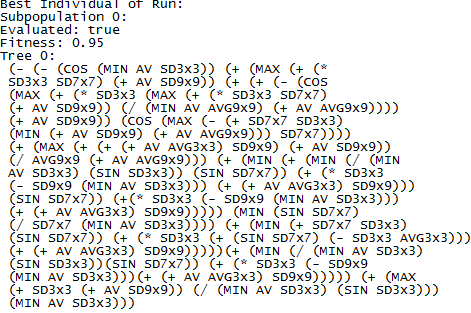 Best Individual of Run:
Subpopulation 0:
Evaluated: true
Fitness: 0.95
Tree 0:
(- (- (COS (MIN AV SD3x3)) (+ (MAX (+ (*
SD3x3 SD7x7) (+ AV SD9x9)) (+ (+ (- (COS
(MAX (+ (* SD3x3 (MAX (+ (* SD3x3 SD7x7)
(+ AV SD9x9)) (/ (MIN AV AVG9x9) (+ AV AVG9x9))))
(+ AV SD9x9)) (COS (MAX (- (+ SD7x7 SD3x3)
(MIN (+ AV SD9x9) (+ AV AVG9x9))) SD7x7))))
(+ (MAX (+ (+ (+ AV AVG3x3) SD9x9) (+ AV SD9x9))
(/ AVG9x9 (+ AV AVG9x9))) (+ (MIN (+ (MIN (/ (MIN
AV SD3x3) (SIN SD3x3)) (SIN SD7x7)) (+ (* SD3x3
(- SD9x9 (MIN AV SD3x3))) (+ (+ AV AVG3x3) SD9x9)))
(SIN SD7x7)) (+(* SD3x3 (- SD9x9 (MIN AV SD3x3)))
(+ (+ AV AVG3x3) SD9x9))))) (MIN (SIN SD7x7)
(/ SD7x7 (MIN AV SD3x3)))) (+ (MIN (+ SD7x7 SD3x3)
(SIN SD7x7)) (+ (* SD3x3 (+ (SIN SD7x7) (- SD3x3 AVG3x3)))
(+ (+ AV AVG3x3) SD9x9)))))(+ (MIN (/ (MIN AV SD3x3)
(SIN SD3x3))(SIN SD7x7)) (+ (* SD3x3 (- SD9x9
(MIN AV SD3x3)))(+ (+ AV AVG3x3) SD9x9))))) (+ (MAX
(+ SD3x3 (+ AV SD9x9)) (/ (MIN AV SD3x3) (SIN SD3x3)))
(MIN AV SD3x3)))